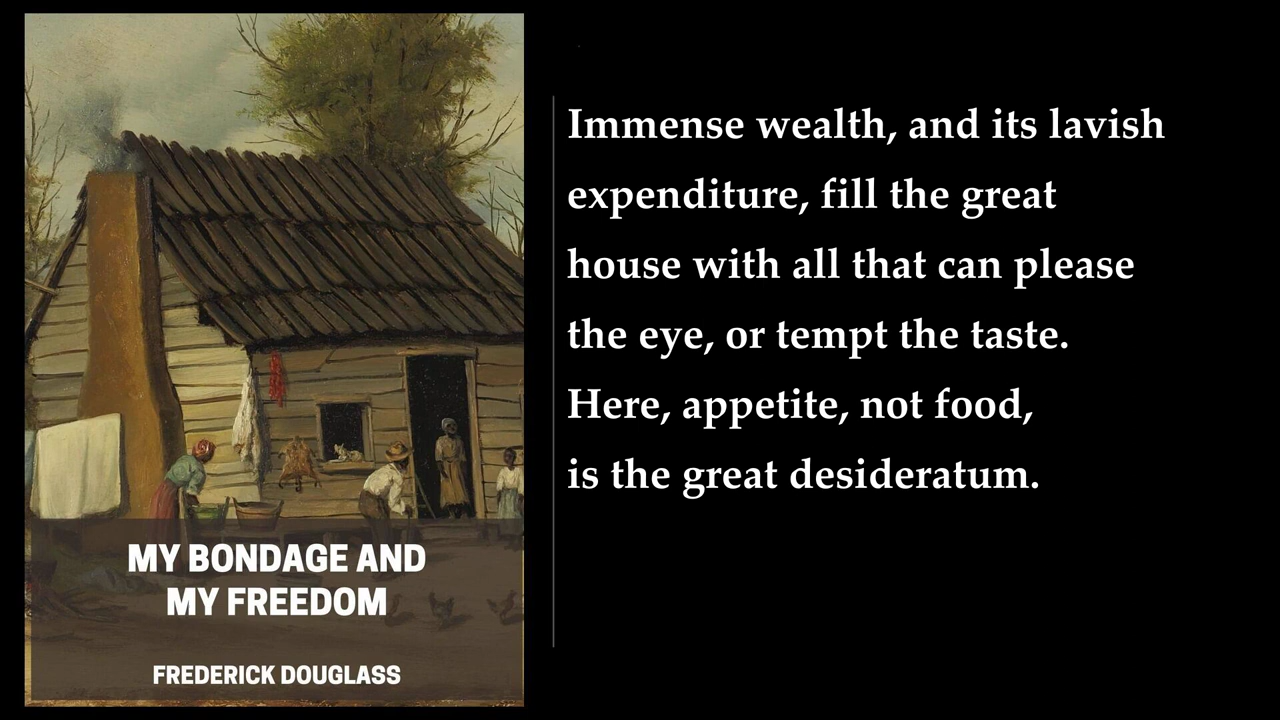 Immense wealth, and its lavish
expenditure, fill the great
house with all that can please
the eye, or tempt the taste.
Here, appetite, not food,
is the great desideratum.
MY BONDAGE AND
MY FREEDOM
FREDERICK DOUGLASS